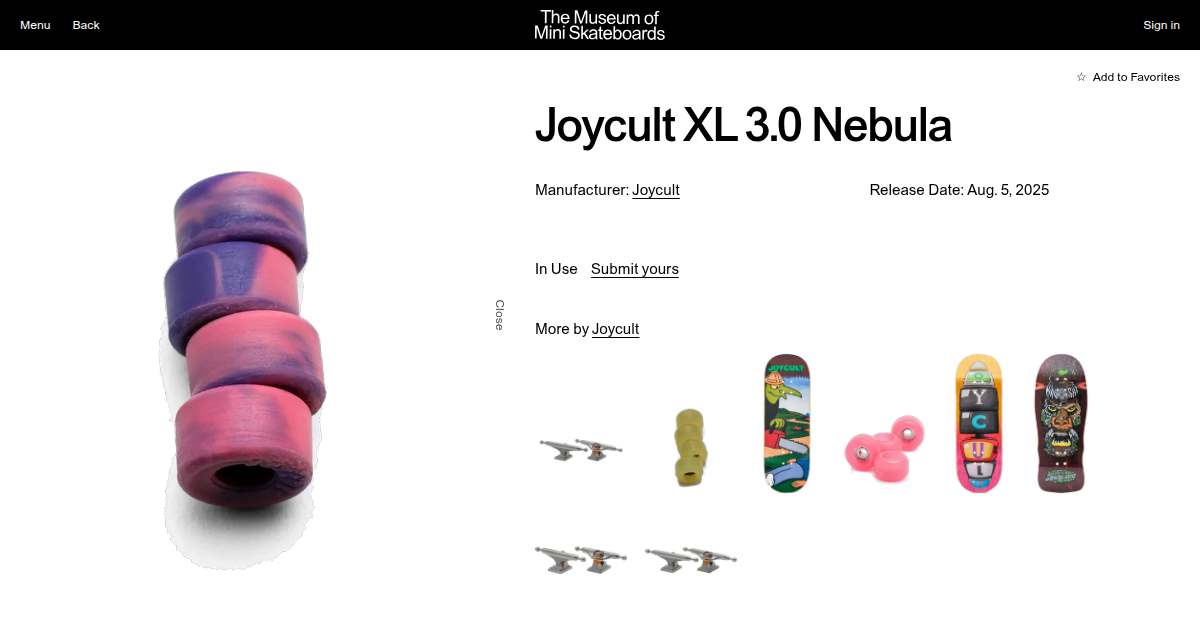 Menu
Back
The Museum of
Mini Skateboards
Sign in
☆ Add to Favorites
Joycult XL 3.0 Nebula
Manufacturer: Joycult
Release Date: Aug. 5, 2025
In Use
Submit yours
Close
More by Joycult
JOYCULT
Y
C
U
L